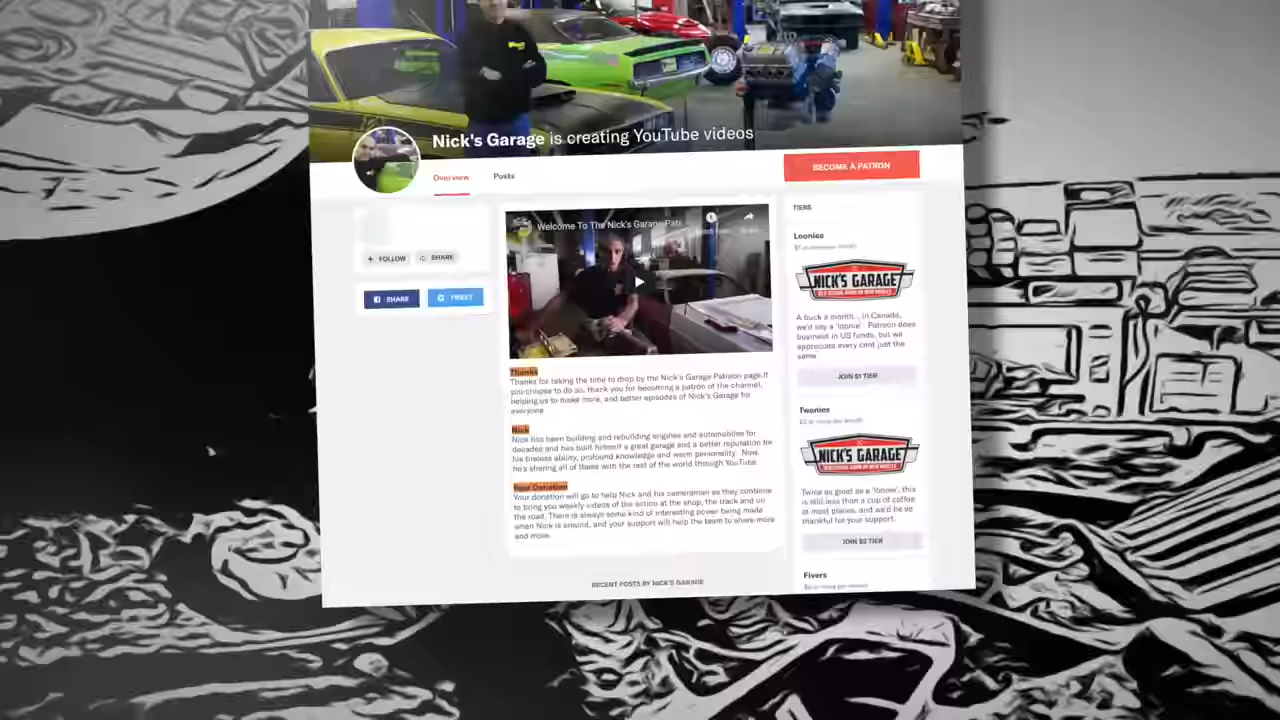 Nick's Garage is creating YouTube videos
BECOME A PATRON
Overview
Posts
Welcome To The Nick's Garage Patr
+ FOLLOW
SHARE
SHARE
TWEET
Thanks
Thanks for taking the time to drop by the Nick's Garage Patreon page. If
you choose to do so, thank you for becoming a patron of the channel,
helping us to make more, and better episodes of Nick's Garage for
everyone
Nick
Nick has been building and rebuilding engines and automobiles for
decades and has built himself a great garage and a better reputation for
his tireless ability, profound knowledge and warm personality. Now,
he's sharing all of these with the rest of the world through YouTube
Your Donation
Your donation will go to help Nick and his cameraman as they continue
to bring you weekly videos of the action at the shop, the track and on
the road. There is always some kind of interesting power being made
when Nick is around, and your support will help the team to share more
and more.
RECENT POSTS BY NICK'S GARAGE
TIERS
Loonies
NICK'S GARAGE
A buck a month... in Canada,
we'd say a 'loonie'. Patreon does
business in US funds, but we
appreciate every cent just the
same
JOIN $1 TIER
Twonies
NICK'S GARAGE
Twice as good as a 'loonie', this
is still less than a cup of coffee
at most places, and we'd be
thankful for your support.
JOIN $2 TIER
Fivers